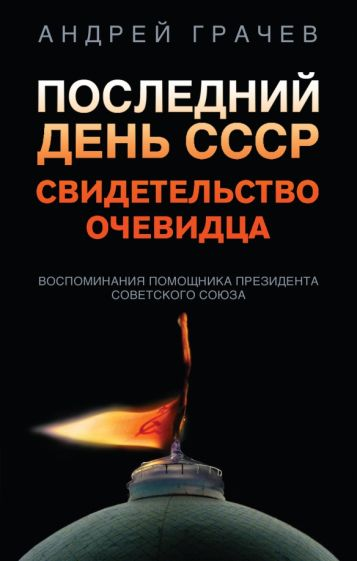 АНДРЕЙ ГРАЧЕВ
ПОСЛЕДНИЙ
ДЕНЬ СССР
СВИДЕТЕЛЬСТВО
ОЧЕВИДЦА
ВОСПОМИНАНИЯ ПОМОЩНИКА ПРЕЗИДЕНТА
СОВЕТСКОГО СОЮЗА